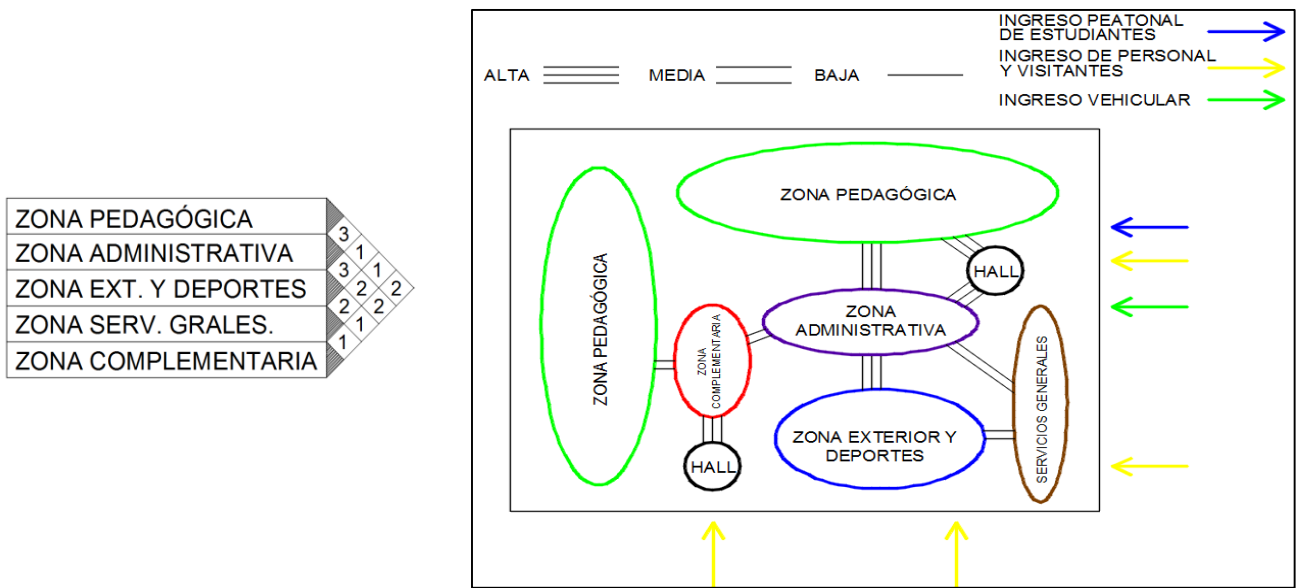 ZONA PEDAGÓGICA
ZONA ADMINISTRATIVA
ZONA EXT. Y DEPORTES
ZONA SERV. GRALES.
ZONA COMPLEMENTARIA
3
1
3
1
2
2
2
2
1
1
INGRESO PEATONAL
DE ESTUDIANTES
INGRESO DE PERSONAL
Y VISITANTES
INGRESO VEHICULAR
ALTA
MEDIA
BAJA
ZONA PEDAGÓGICA
HALL
ZONA
ADMINISTRATIVA
ZONA PEDAGÓGICA
ZONA
COMPLEMENTARIA
HALL
ZONA EXTERIOR Y
DEPORTES
SERVICIOS GENERALES